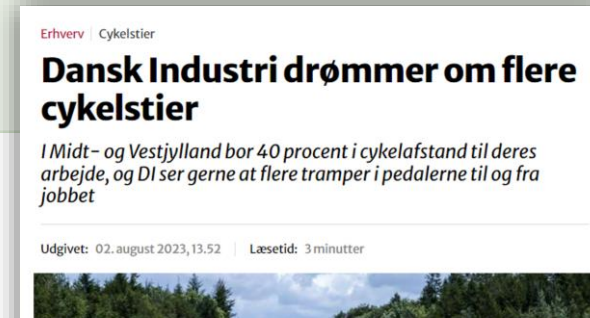 Erhverv | Cykelstier
Dansk Industri drømmer om flere
cykelstier
I Midt- og Vestjylland bor 40 procent i cykelafstand til deres
arbejde, og DI ser gerne at flere tramper i pedalerne til og fra
jobbet
Udgivet: 02. august 2023, 13.52 | Læsetid: 3 minutter